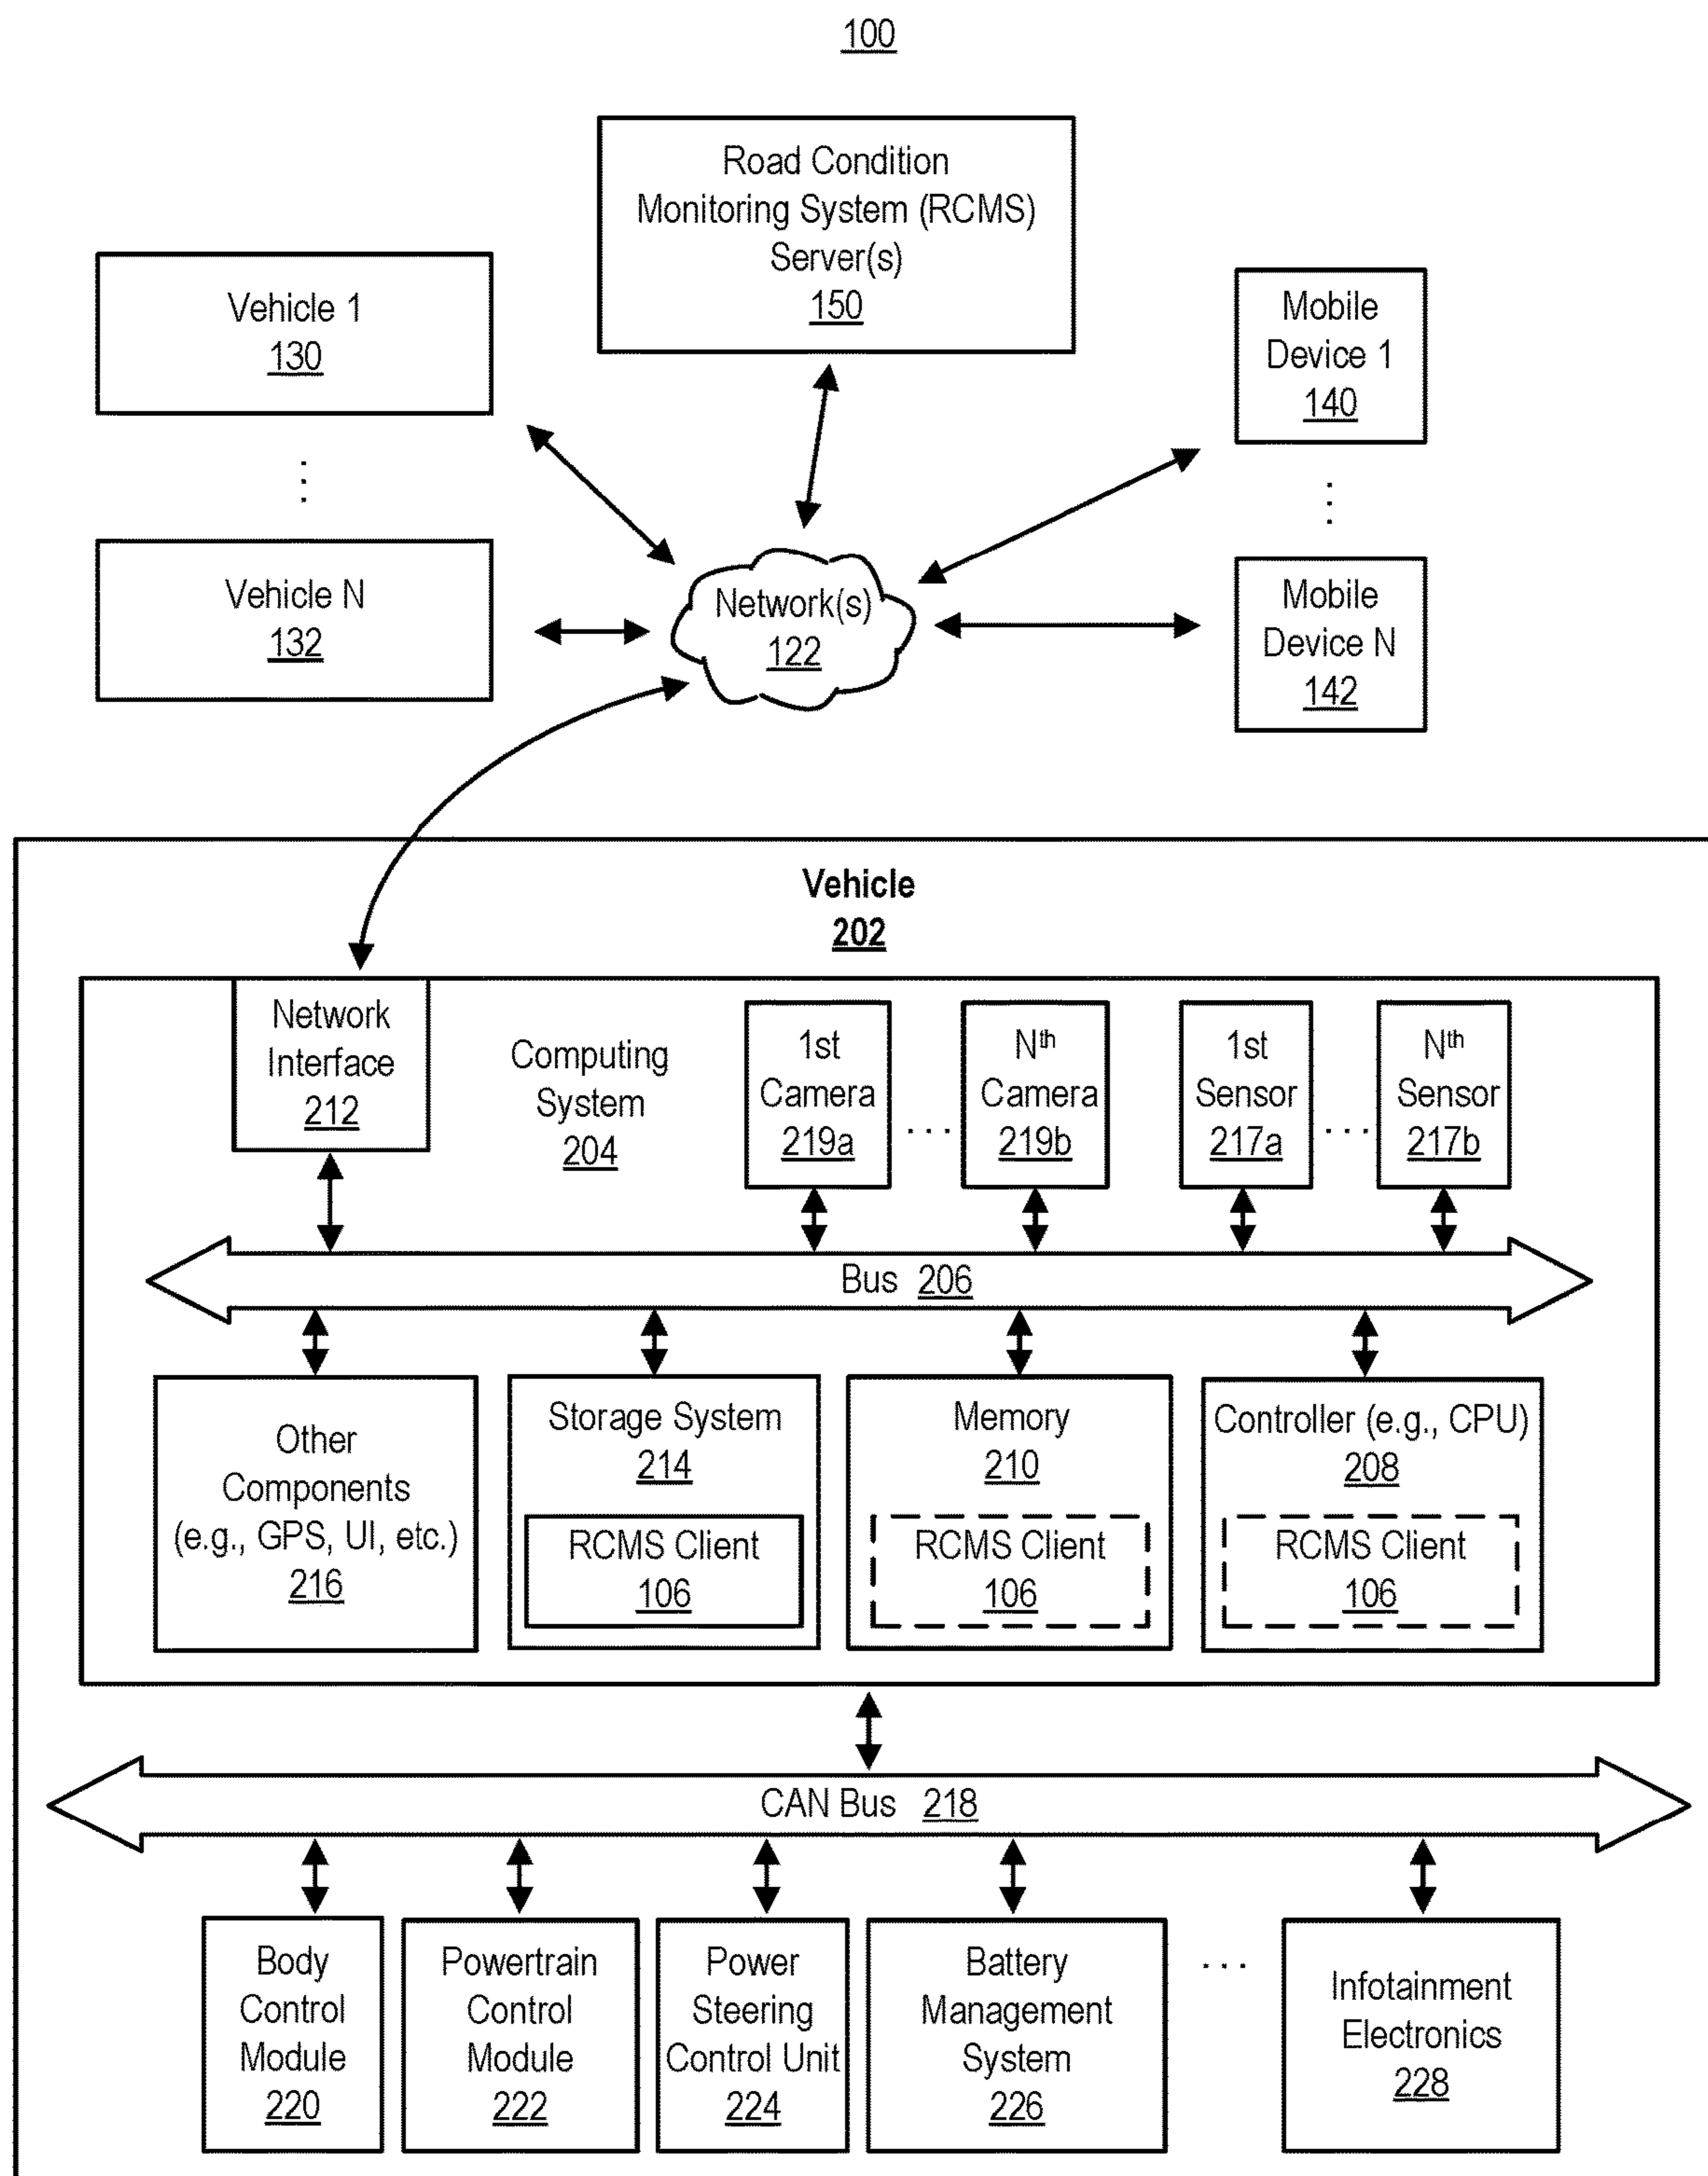 100
Road Condition
Monitoring System (RCMS)
Server(s)
150
Vehicle 1
130
Mobile
Device 1
140
Vehicle N
132
Network(s)
122
Mobile
Device N
142
Vehicle
202
Network
Interface
212
Computing
System
204
1st
Camera
219a
. . .
Nth
Camera
219b
1st
Sensor
217a
. . .
Nth
Sensor
217b
Bus 206
Other
Components
(e.g., GPS, UI, etc.)
216
Storage System
214
RCMS Client
106
Memory
210
RCMS Client
106
Controller (e.g., CPU)
208
RCMS Client
106
CAN Bus 218
Body
Control
Module
220
Powertrain
Control
Module
222
Power
Steering
Control Unit
224
Battery
Management
System
226
. . .
Infotainment
Electronics
228